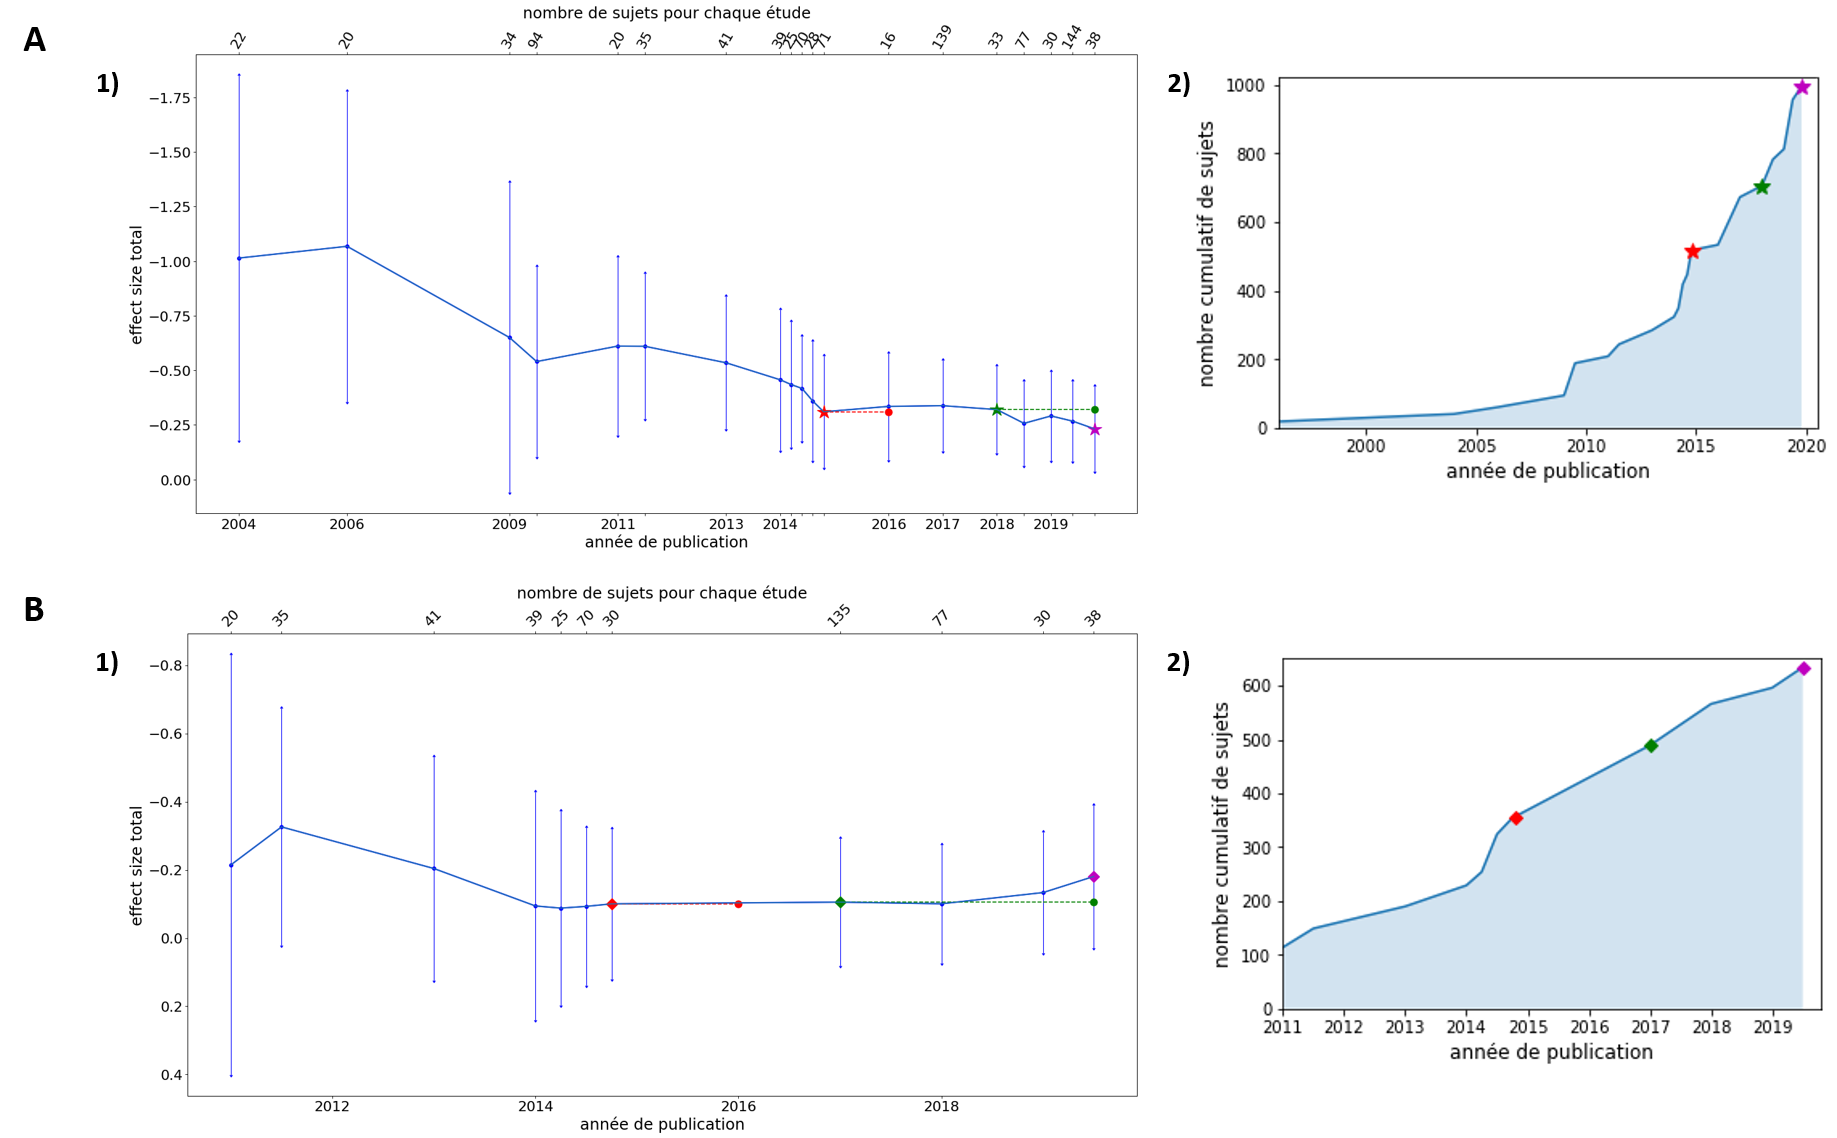 A
1)
nombre de sujets pour chaque étude
22 20 34 94 20 35 41 39 25 70 28 71 16 139 33 77 30 144 38
effect size total
−1.75
−1.50
−1.25
−1.00
−0.75
−0.50
−0.25
0.00
2004 2006 2009 2011 2013 2014 2016 2017 2018 2019
année de publication
2)
nombre cumulatif de sujets
1000
800
600
400
200
0
2000 2005 2010 2015 2020
année de publication
B
1)
nombre de sujets pour chaque étude
20 35 41 39 25 70 30 135 77 30 38
effect size total
−0.8
−0.6
−0.4
−0.2
0.0
0.2
0.4
2012 2014 2016 2018
année de publication
2)
nombre cumulatif de sujets
600
500
400
300
200
100
0
2011 2012 2013 2014 2015 2016 2017 2018 2019
année de publication